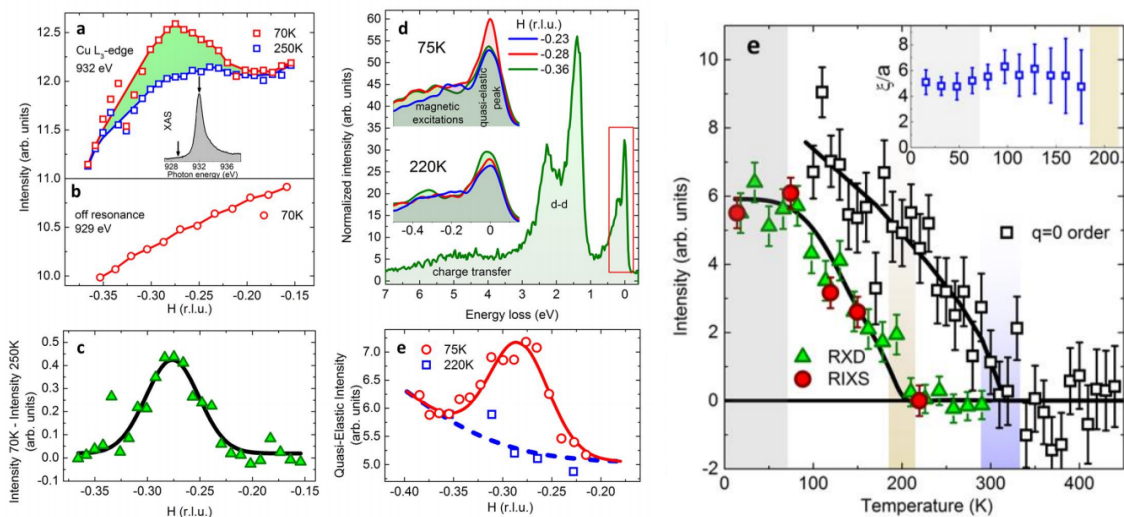 a
Cu L3-edge
932 eV
70K
250K
XAS
928 932 936
Photon energy (eV)
12.5
12.0
11.5
11.0
b
off resonance
929 eV
70K
10.0
Intensity (arb. units)
-0.35 -0.30 -0.25 -0.20 -0.15
H (r.l.u.)
c
0.5
0.4
0.3
0.2
0.1
0.0
Intensity 70K - Intensity 250K
(arb. units)
-0.35 -0.30 -0.25 -0.20 -0.15
H (r.l.u.)
d
H (r.l.u.)
-0.23
-0.28
-0.36
75K
magnetic
excitations
quasi-elastic
peak
220K
-0.4 -0.2 0
d-d
charge transfer
60
55
50
45
40
35
30
25
20
15
10
5
0
Normalized intensity (arb. units)
7 6 5 4 3 2 1 0
Energy loss (eV)
e
75K
220K
7.0
6.5
6.0
5.5
5.0
Quasi-Elastic Intensity
(arb. units)
-0.40 -0.35 -0.30 -0.25 -0.20
H (r.l.u.)
e
10
8
6
4
2
0
-2
Intensity (arb. units)
8
6
4
2
0
ξ/a
0 50 100 150 200
q=0 order
RXD
RIXS
0 100 200 300 400
Temperature (K)